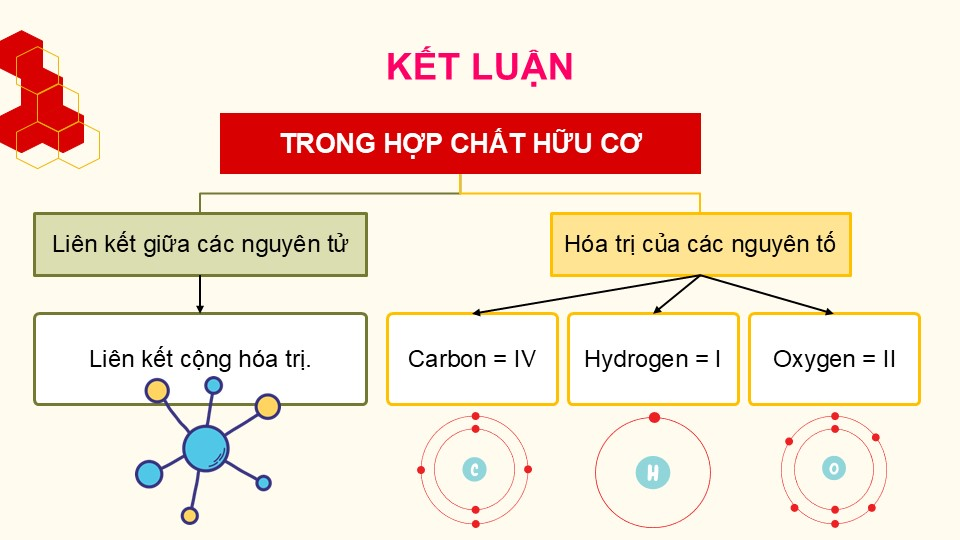 KẾT LUẬN
TRONG HỢP CHẤT HỮU CƠ
Liên kết giữa các nguyên tử
Hóa trị của các nguyên tố
Liên kết cộng hóa trị.
Carbon = IV
Hydrogen = I
Oxygen = II
C
H
O